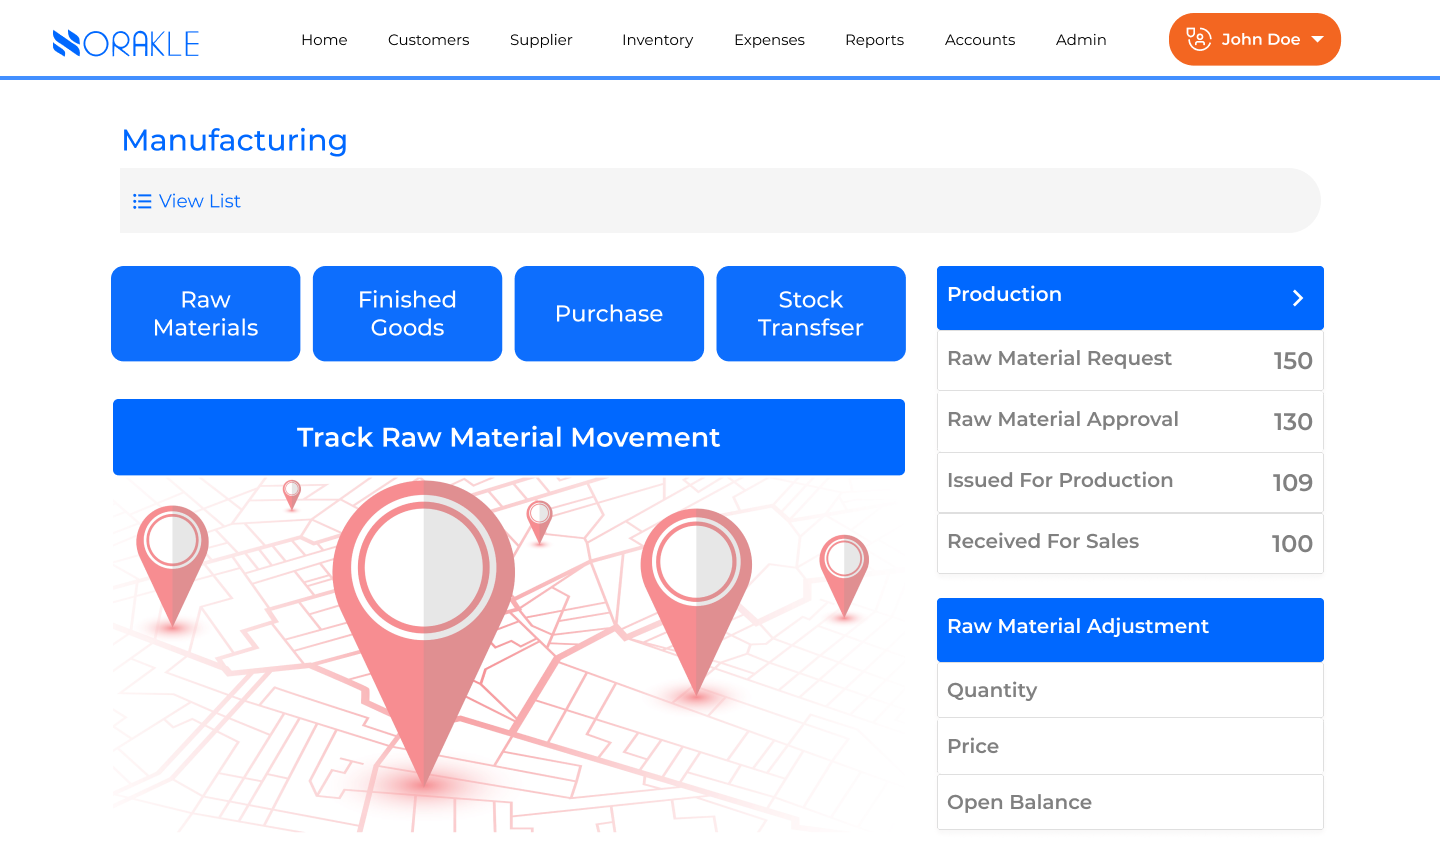 NORAKLE
Home Customers Supplier Inventory Expenses Reports Accounts Admin John Doe
Manufacturing
View List
Raw
Materials
Finished
Goods
Purchase
Stock
Transfser
Track Raw Material Movement
Production
Raw Material Request 150
Raw Material Approval 130
Issued For Production 109
Received For Sales 100
Raw Material Adjustment
Quantity
Price
Open Balance